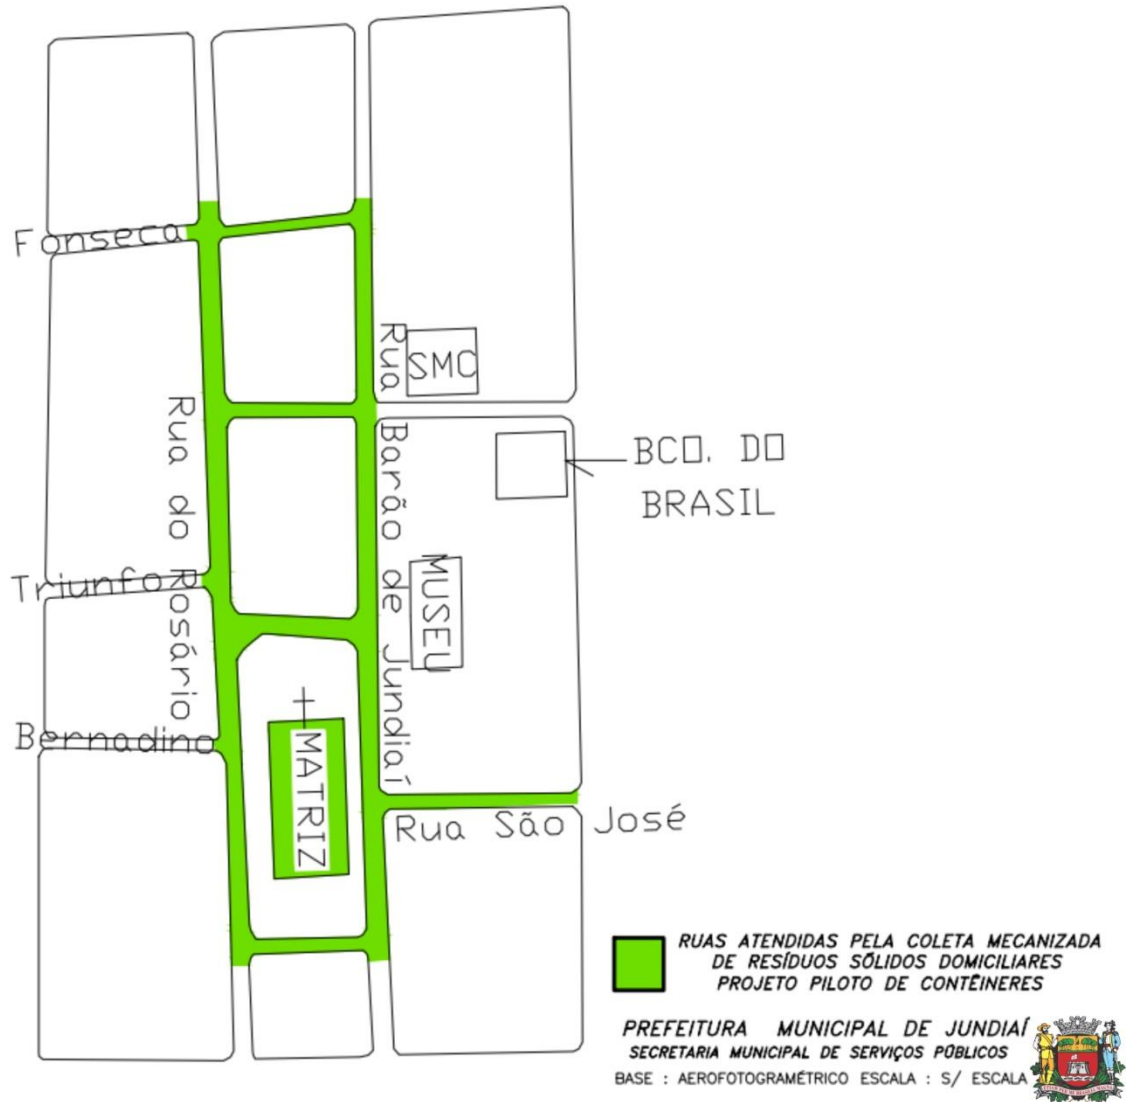 Fonseca
Rua
SMC
Rua do Rosário
Barão de Jundiaí
BCO. DO
BRASIL
MUSEU
Triunfo
Bernadino
MATRIZ
Rua São José
RUAS ATENDIDAS PELA COLETA MECANIZADA
DE RESÍDUOS SÓLIDOS DOMICILIARES
PROJETO PILOTO DE CONTÊINERES
PREFEITURA MUNICIPAL DE JUNDIAÍ
SECRETARIA MUNICIPAL DE SERVIÇOS PÚBLICOS
BASE : AEROFOTOGRAMÉTRICO ESCALA : S/ ESCALA